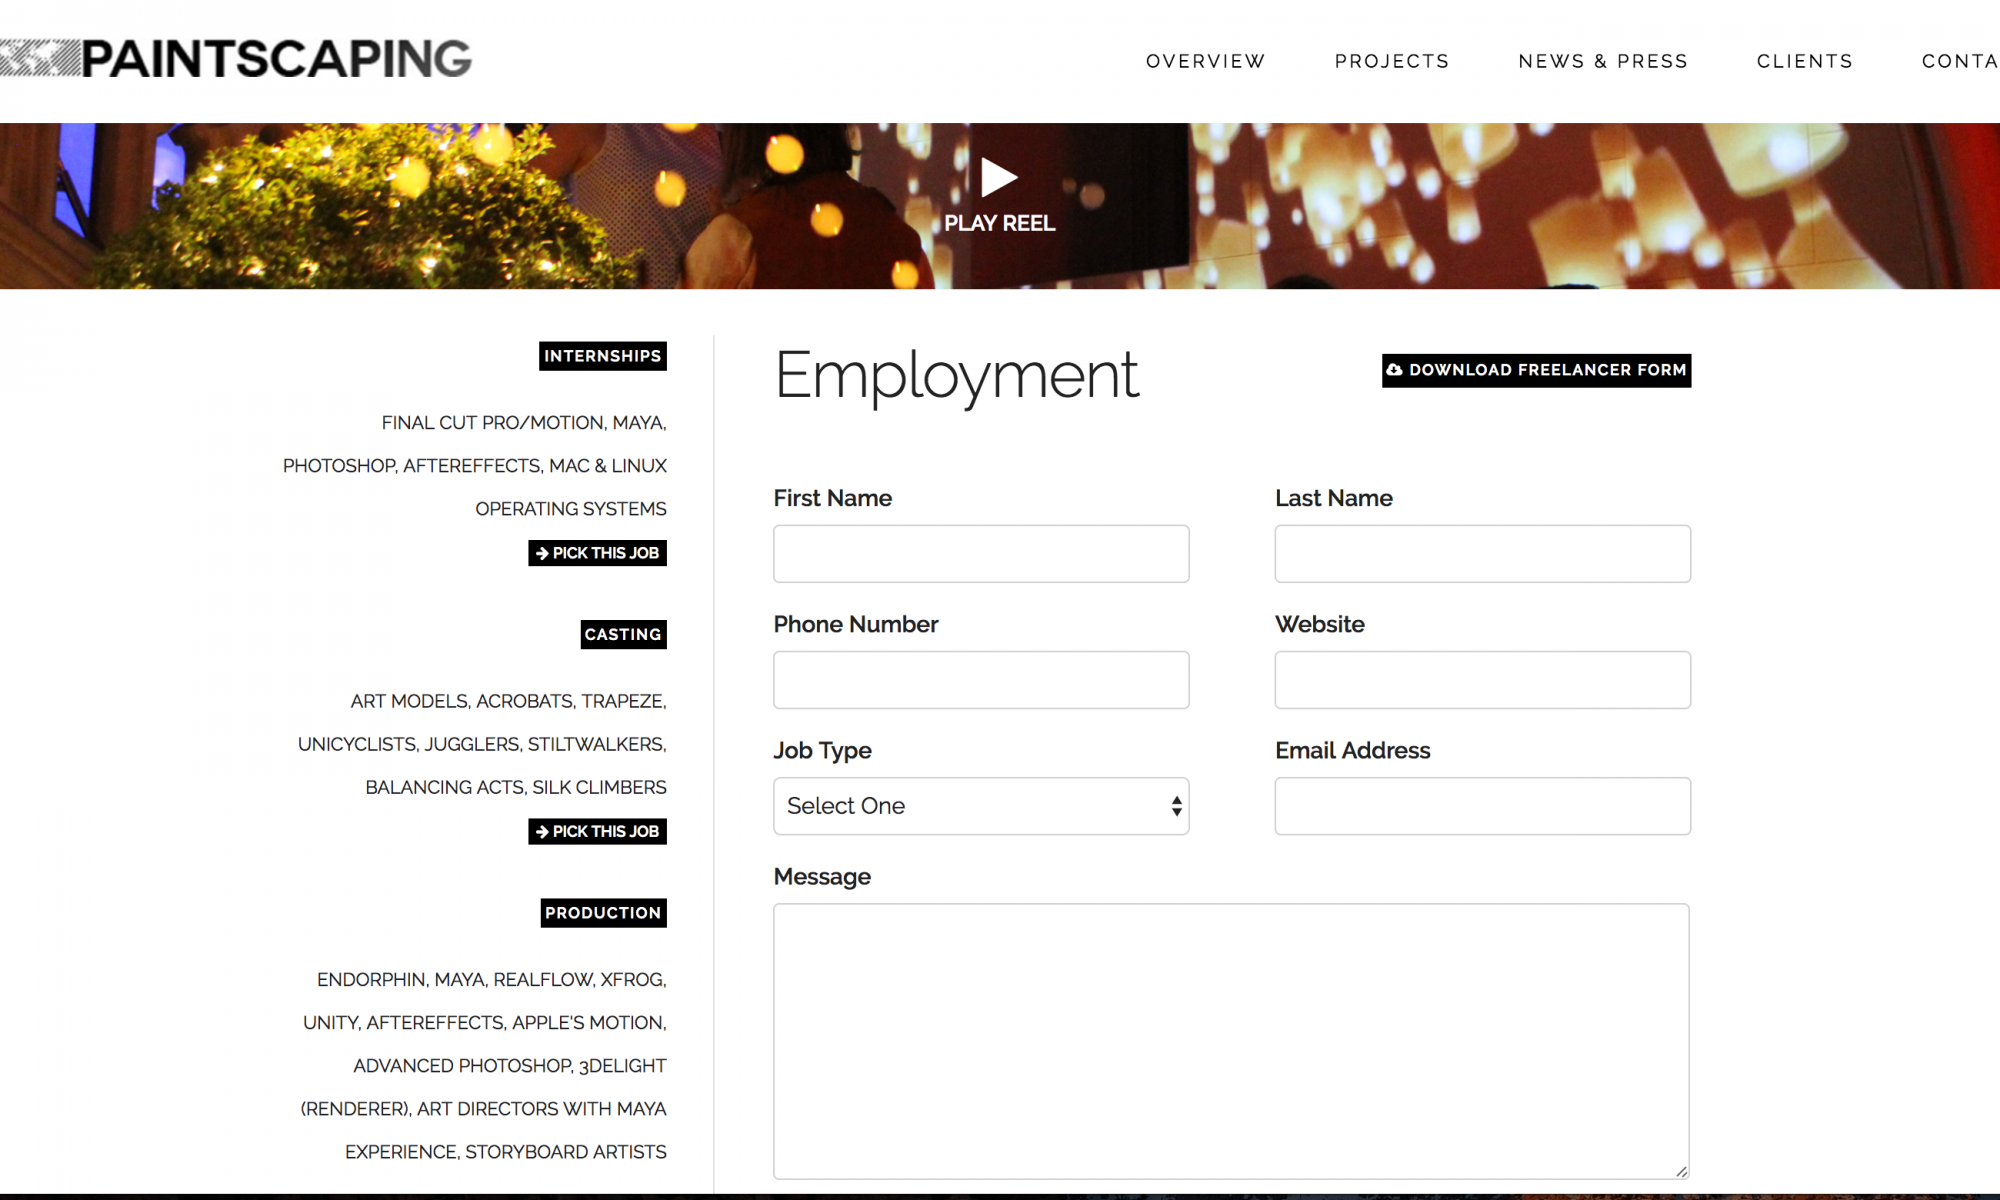 PAINTSCAPING
OVERVIEW
PROJECTS
NEWS & PRESS
CLIENTS
CONTA
PLAY REEL
INTERNSHIPS
FINAL CUT PRO/MOTION, MAYA,
PHOTOSHOP, AFTEREFFECTS, MAC & LINUX
OPERATING SYSTEMS
PICK THIS JOB
CASTING
ART MODELS, ACROBATS, TRAPEZE,
UNICYCLISTS, JUGGLERS, STILTWALKERS,
BALANCING ACTS, SILK CLIMBERS
PICK THIS JOB
PRODUCTION
ENDORPHIN, MAYA, REALFLOW, XFROG,
UNITY, AFTEREFFECTS, APPLE'S MOTION,
ADVANCED PHOTOSHOP, 3DELIGHT
(RENDERER), ART DIRECTORS WITH MAYA
EXPERIENCE, STORYBOARD ARTISTS
Employment
DOWNLOAD FREELANCER FORM
First Name
Last Name
Phone Number
Website
Job Type
Email Address
Select One
Message